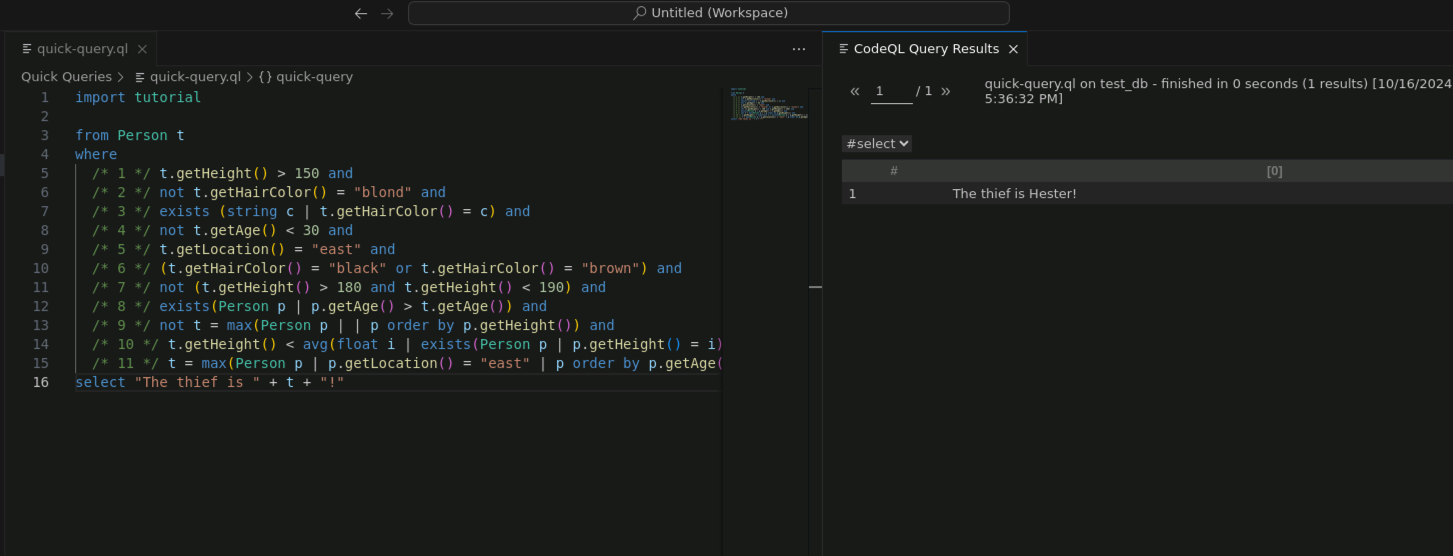 Untitled (Workspace)
quick-query.ql
Quick Queries > quick-query.ql > {} quick-query
1 import tutorial
2
3 from Person t
4 where
5 /* 1 */ t.getHeight() > 150 and
6 /* 2 */ not t.getHairColor() = "blond" and
7 /* 3 */ exists (string c | t.getHairColor() = c) and
8 /* 4 */ not t.getAge() < 30 and
9 /* 5 */ t.getLocation() = "east" and
10 /* 6 */ (t.getHairColor() = "black" or t.getHairColor() = "brown") and
11 /* 7 */ not (t.getHeight() > 180 and t.getHeight() < 190) and
12 /* 8 */ exists(Person p | p.getAge() > t.getAge()) and
13 /* 9 */ not t = max(Person p | | p order by p.getHeight()) and
14 /* 10 */ t.getHeight() < avg(float i | exists(Person p | p.getHeight() = i)
15 /* 11 */ t = max(Person p | p.getLocation() = "east" | p order by p.getAge(
16 select "The thief is " + t + "!"
CodeQL Query Results
« 1 / 1 »
quick-query.ql on test_db - finished in 0 seconds (1 results) [10/16/2024
5:36:32 PM]
#select
# [0]
1 The thief is Hester!